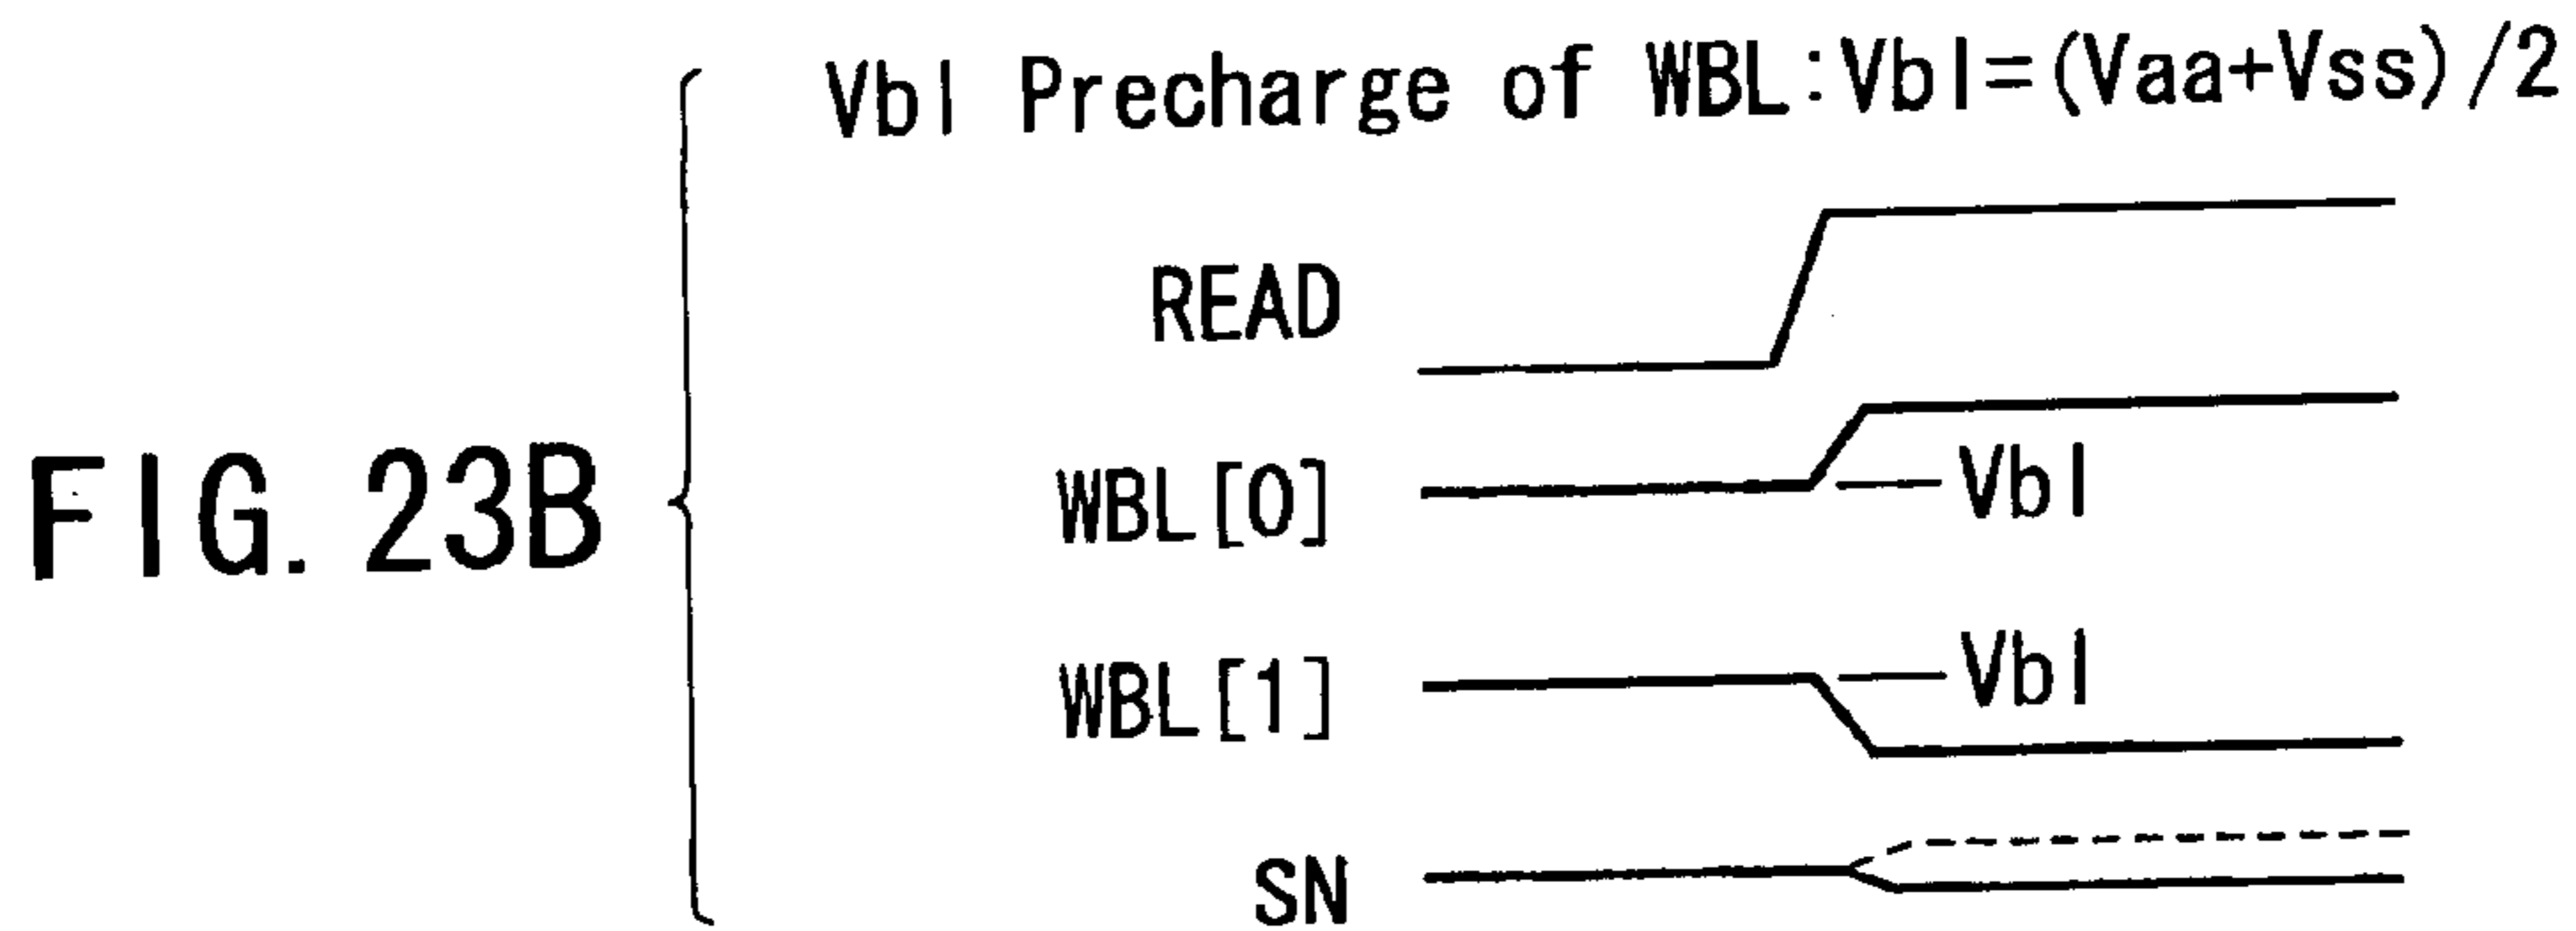 Vbl Precharge of WBL:Vbl=(Vaa+Vss)/2
READ
WBL[0]
Vbl
FIG. 23B
WBL[1]
Vbl
SN